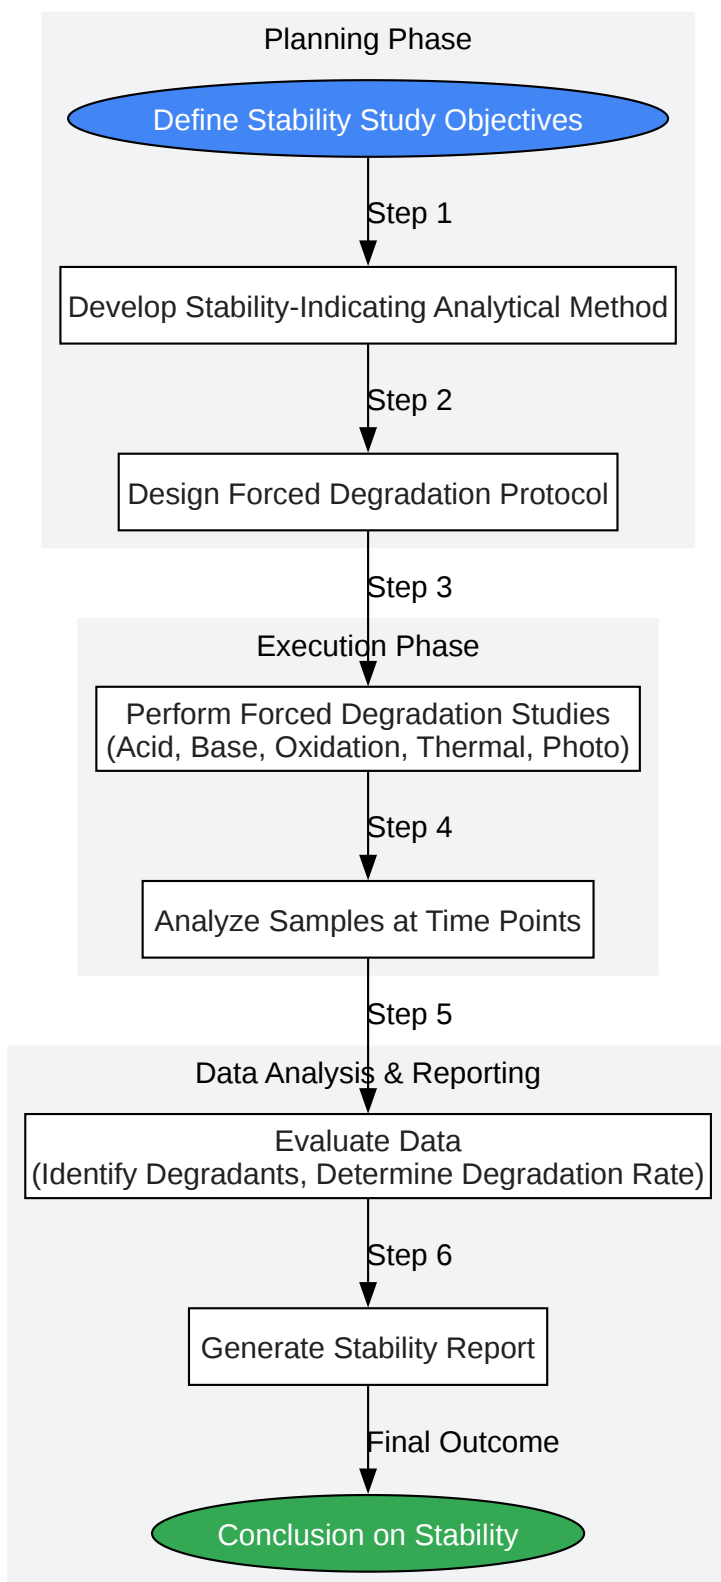 Planning Phase
Define Stability Study Objectives
Step 1
Develop Stability-Indicating Analytical Method
Step 2
Design Forced Degradation Protocol
Step 3
Execution Phase
Perform Forced Degradation Studies
(Acid, Base, Oxidation, Thermal, Photo)
Step 4
Analyze Samples at Time Points
Step 5
Data Analysis & Reporting
Evaluate Data
(Identify Degradants, Determine Degradation Rate)
Step 6
Generate Stability Report
Final Outcome
Conclusion on Stability